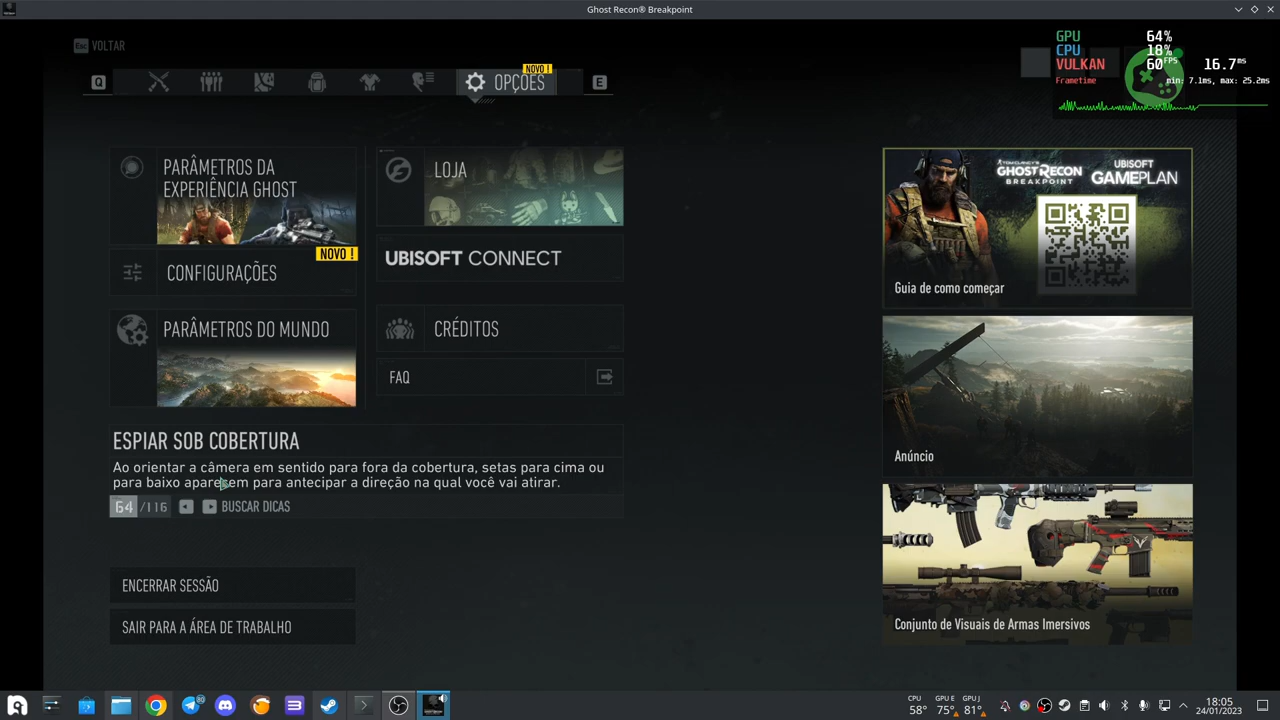 Ghost Recon® Breakpoint
Esc VOLTAR
GPU 64%
CPU 18%
VULKAN 60 FPS 16.7ms
Frametime min: 7.1ms, max: 25.2ms
Q
NOVO !
OPÇÕES
E
PARÂMETROS DA
EXPERIÊNCIA GHOST
NOVO !
CONFIGURAÇÕES
PARÂMETROS DO MUNDO
LOJA
UBISOFT CONNECT
CRÉDITOS
FAQ
TOM CLANCY'S
GHOST RECON
BREAKPOINT
UBISOFT
GAMEPLAN
Guia de como começar
Anúncio
Conjunto de Visuais de Armas Imersivos
ESPIAR SOB COBERTURA
Ao orientar a câmera em sentido para fora da cobertura, setas para cima ou
para baixo aparecem para antecipar a direção na qual você vai atirar.
64 /116 BUSCAR DICAS
ENCERRAR SESSÃO
SAIR PARA A ÁREA DE TRABALHO
80
CPU GPU E GPU J
58° 75° 81°
18:05
24/01/2023